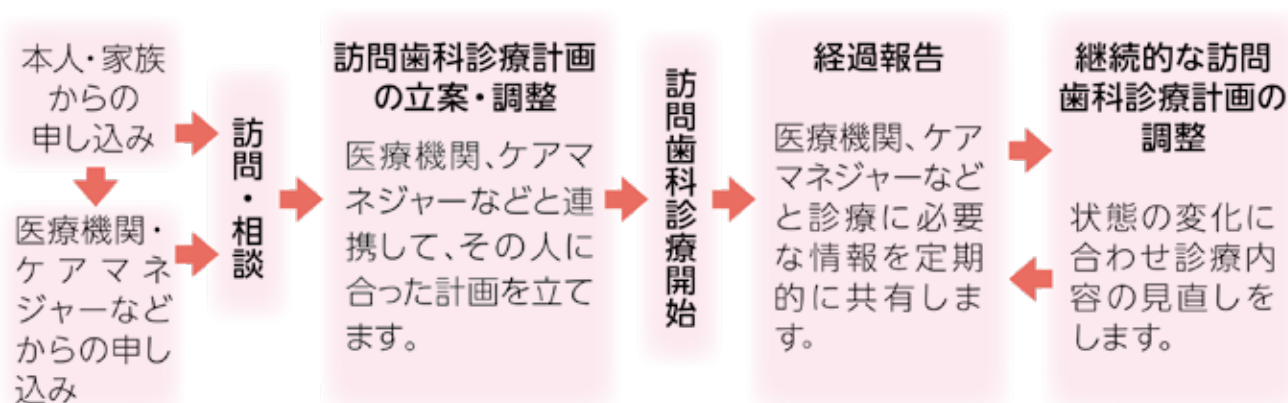 本人・家族
からの
申し込み
医療機関・
ケアマネ
ジャーなど
からの申し
込み
訪問・相談
訪問歯科診療計画
の立案・調整
医療機関、ケアマ
ネジャーなどと連
携して、その人に
合った計画を立て
ます。
訪問歯科診療開始
経過報告
医療機関、ケア
マネジャーなど
と診療に必要
な情報を定期
的に共有しま
す。
継続的な訪問
歯科診療計画の
調整
状態の変化に
合わせ診療内
容の見直しを
します。